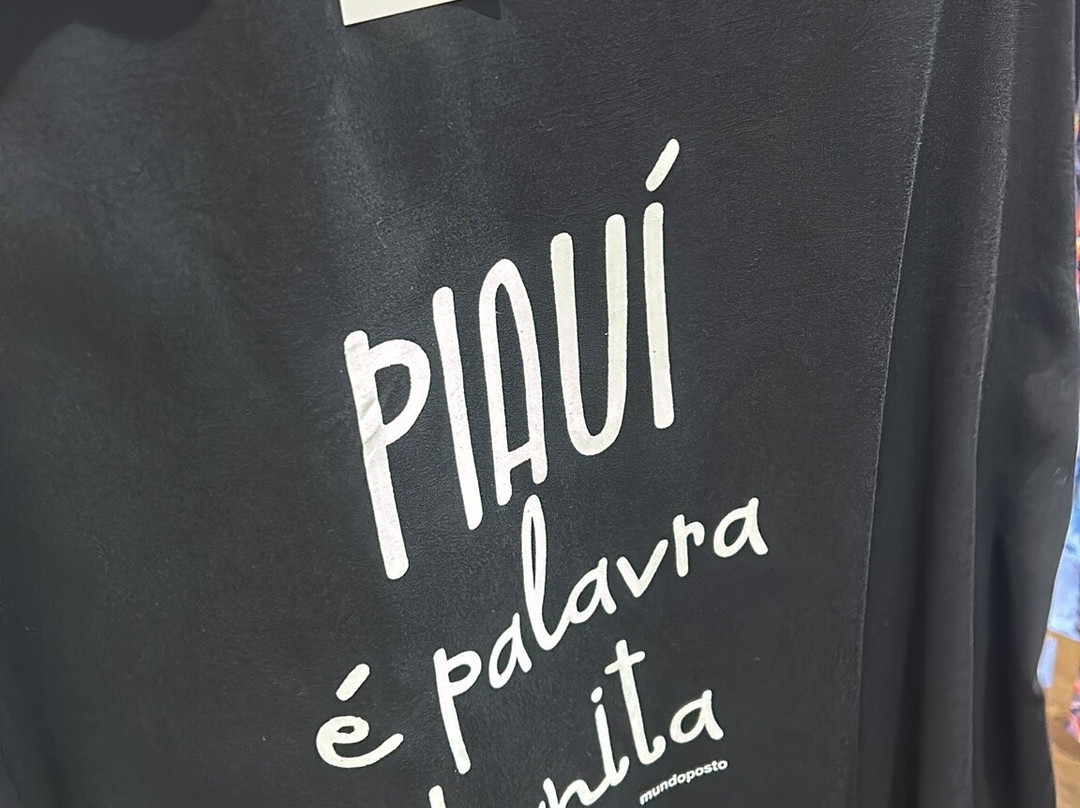 PIAUÍ
é palavra
mundoposto